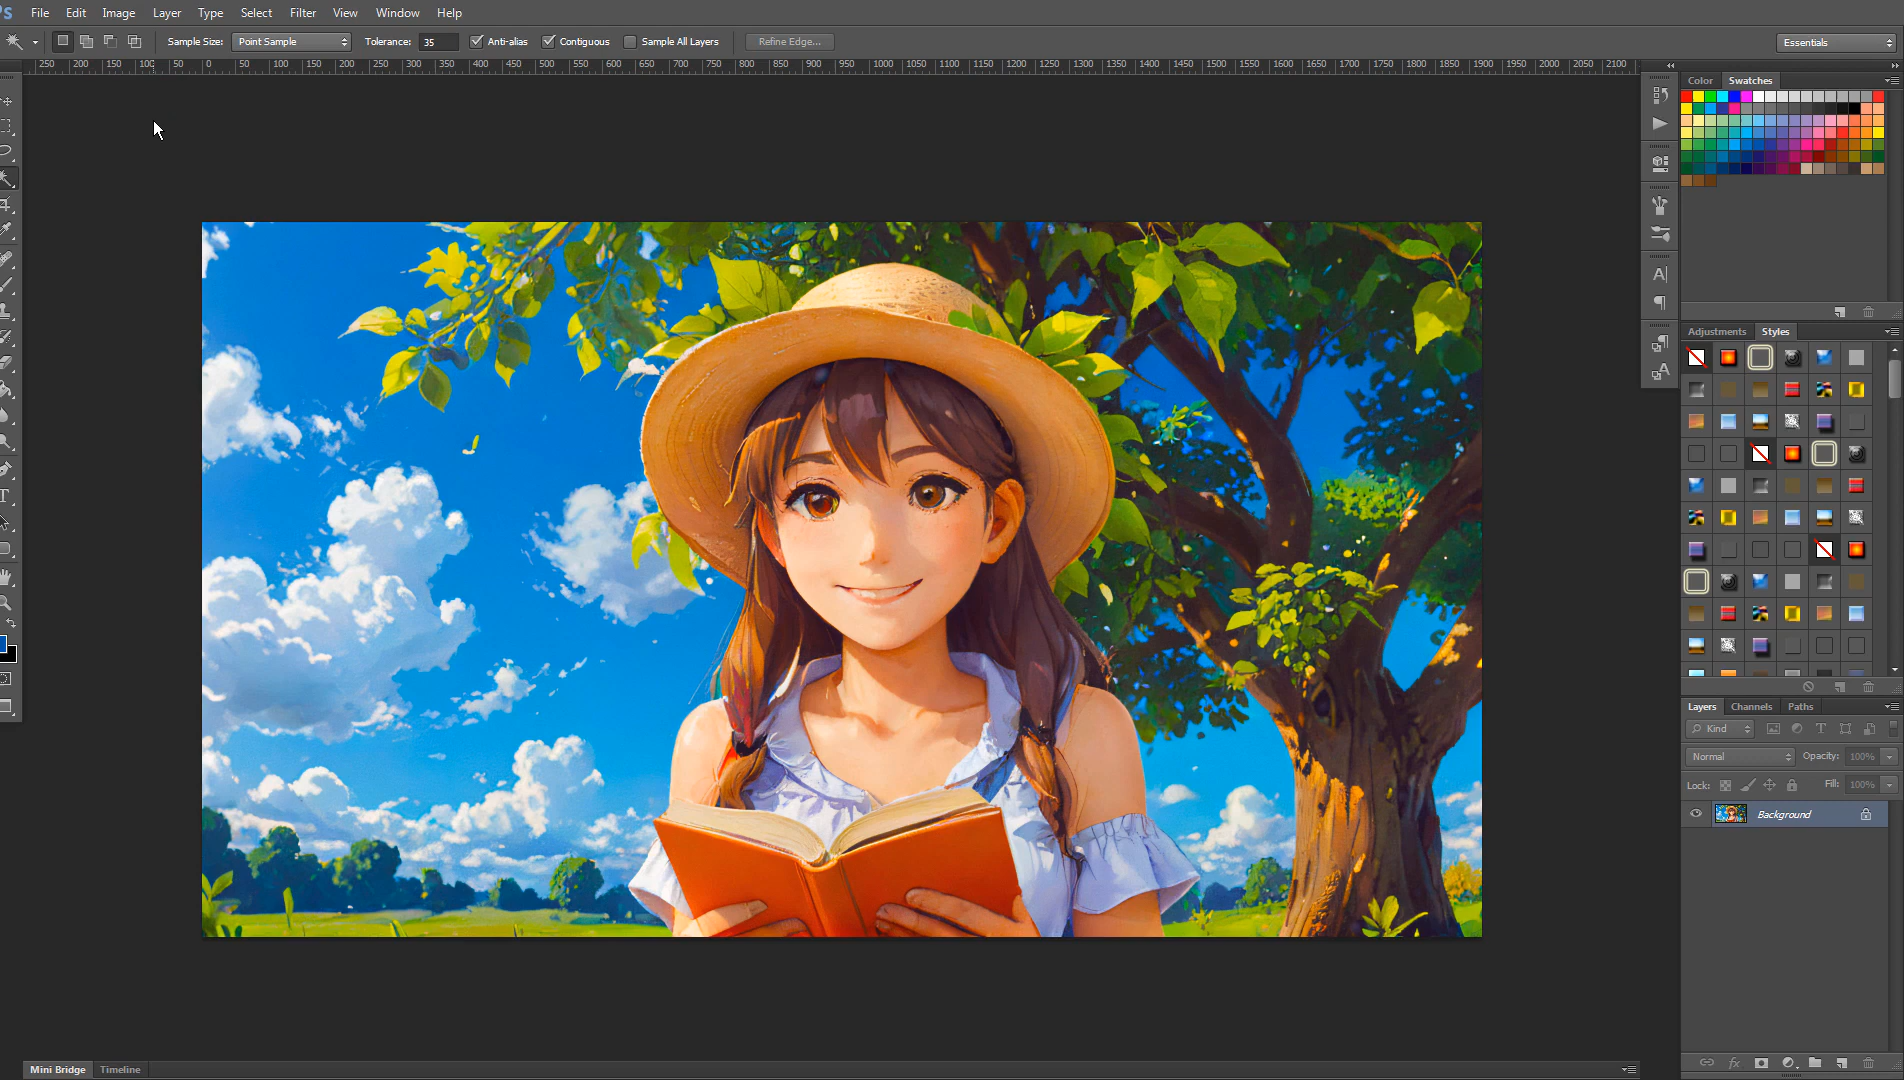 Ps File Edit Image Layer Type Select Filter View Window Help
Sample Size: Point Sample Tolerance: 35 Anti-alias Contiguous Sample All Layers Refine Edge... Essentials
250 200 150 100 50 0 50 100 150 200 250 300 350 400 450 500 550 600 650 700 750 800 850 900 950 1000 1050 1100 1150 1200 1250 1300 1350 1400 1450 1500 1550 1600 1650 1700 1750 1800 1850 1900 1950 2000 2050 2100
Color Swatches
Adjustments Styles
Layers Channels Paths
Kind
Normal Opacity: 100%
Lock: Fill: 100%
Background
Mini Bridge Timeline